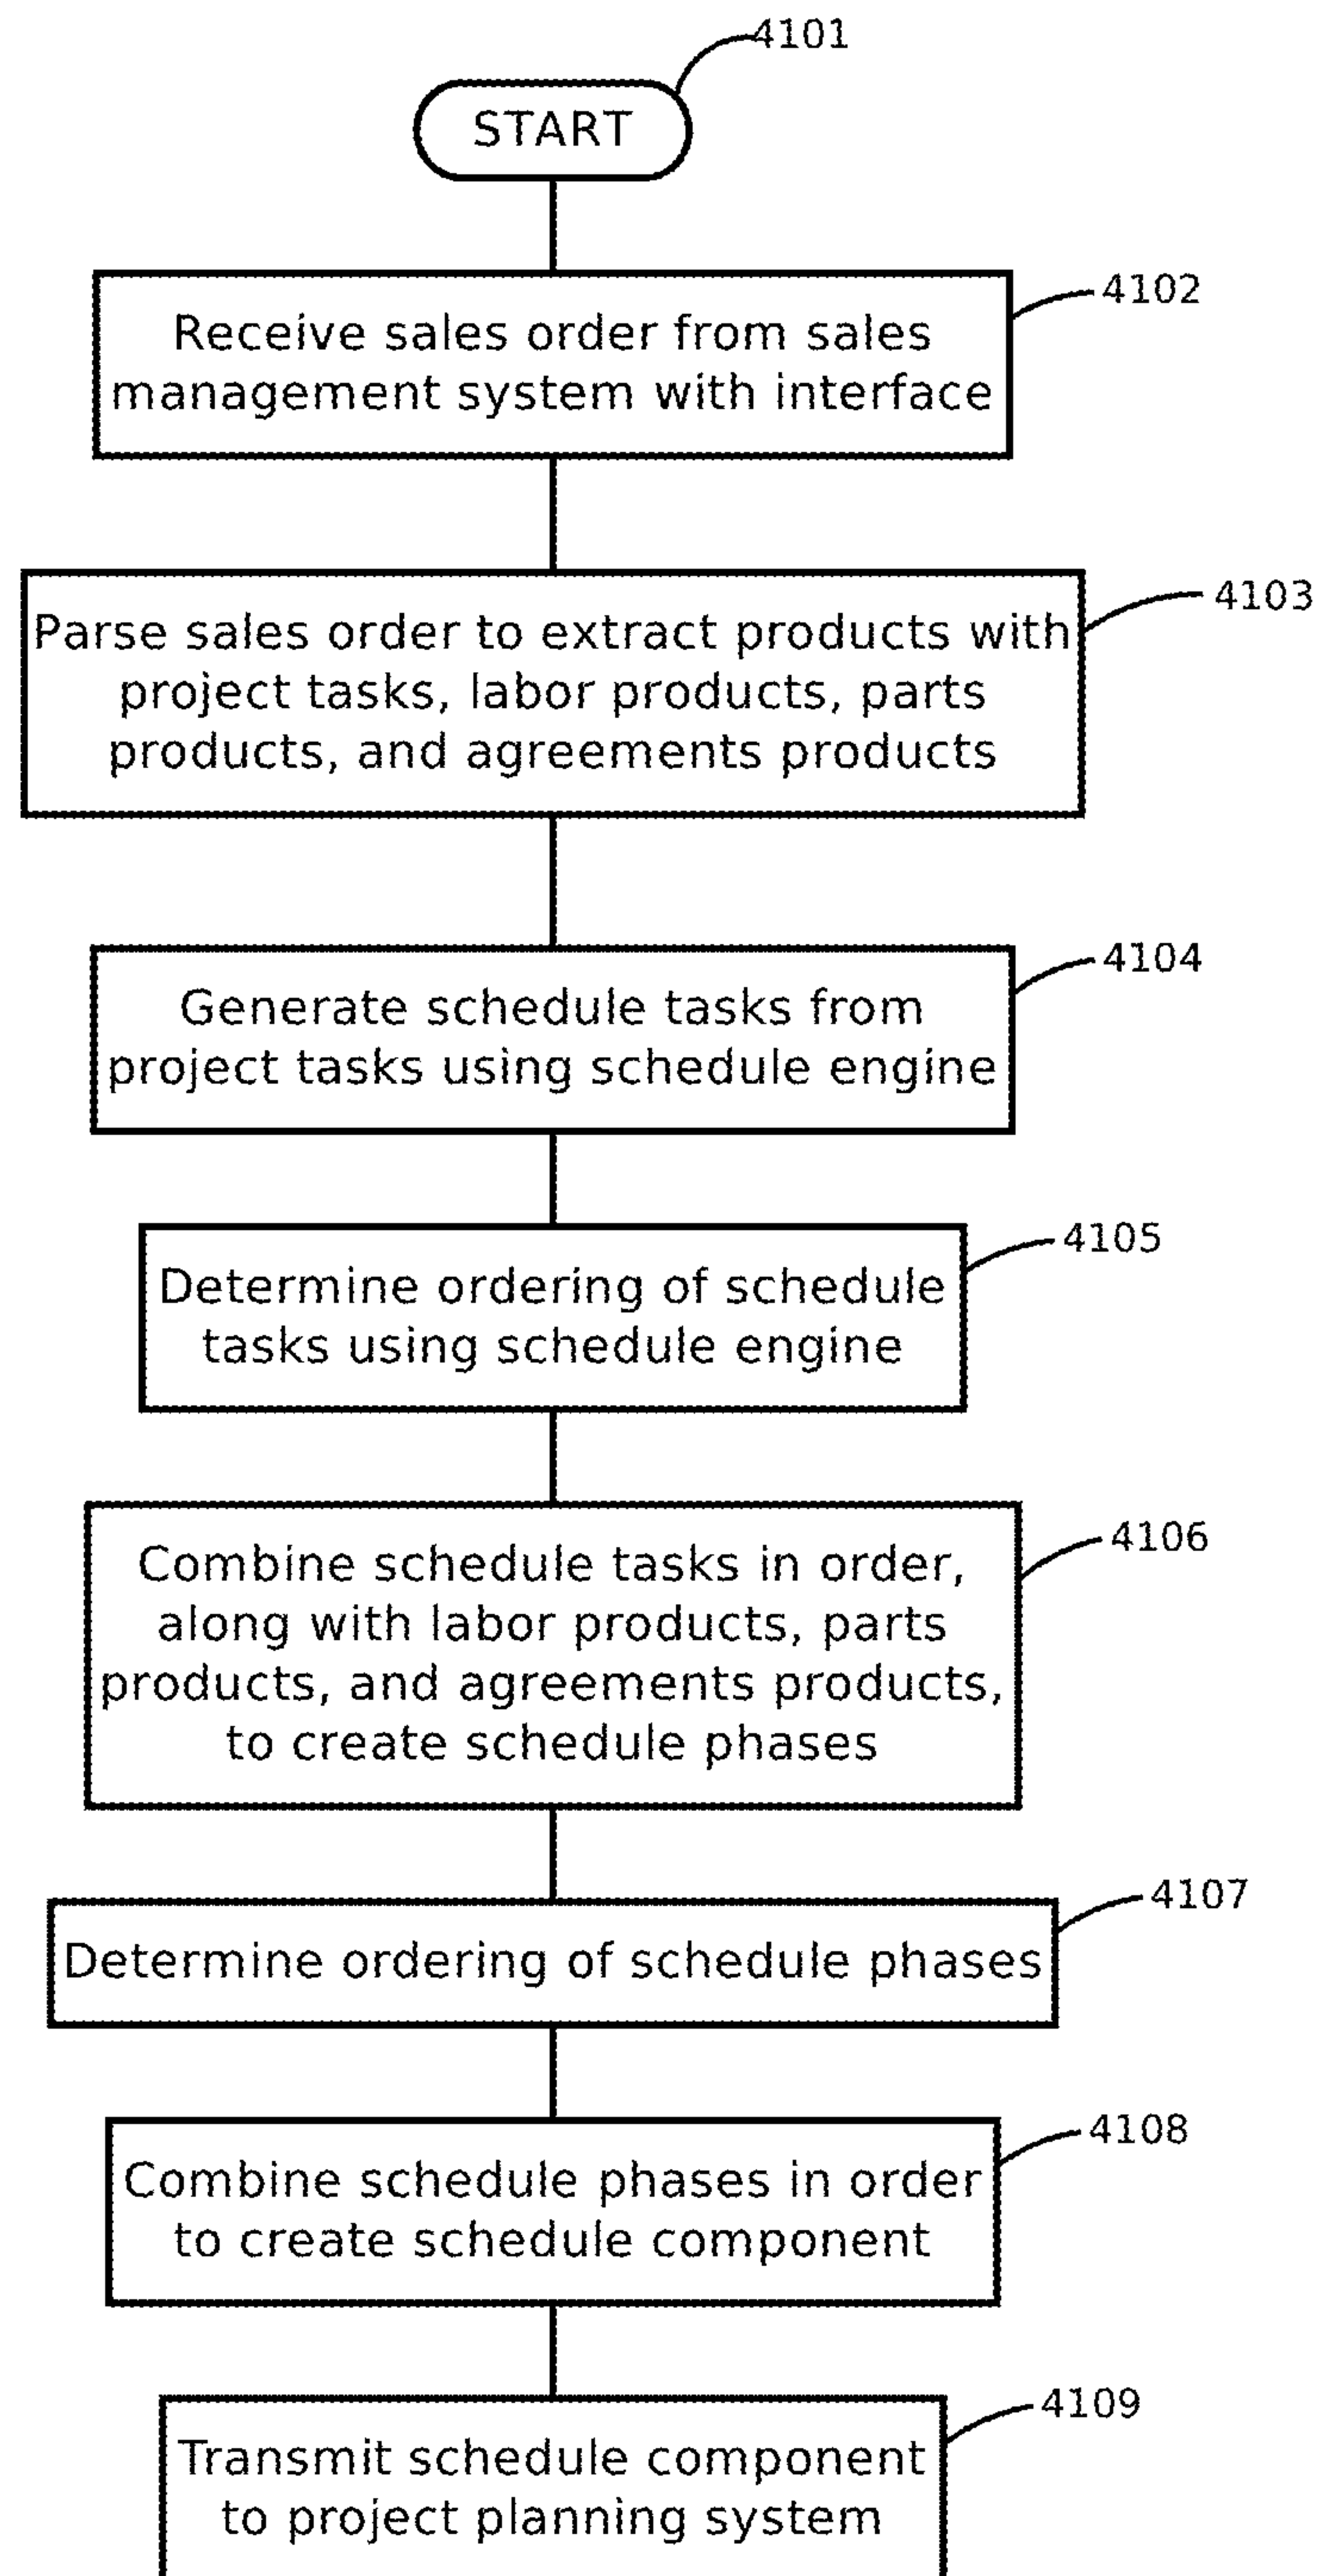 4101
START
4102
Receive sales order from sales
management system with interface
4103
Parse sales order to extract products with
project tasks, labor products, parts
products, and agreements products
4104
Generate schedule tasks from
project tasks using schedule engine
4105
Determine ordering of schedule
tasks using schedule engine
4106
Combine schedule tasks in order,
along with labor products, parts
products, and agreements products,
to create schedule phases
4107
Determine ordering of schedule phases
4108
Combine schedule phases in order
to create schedule component
4109
Transmit schedule component
to project planning system